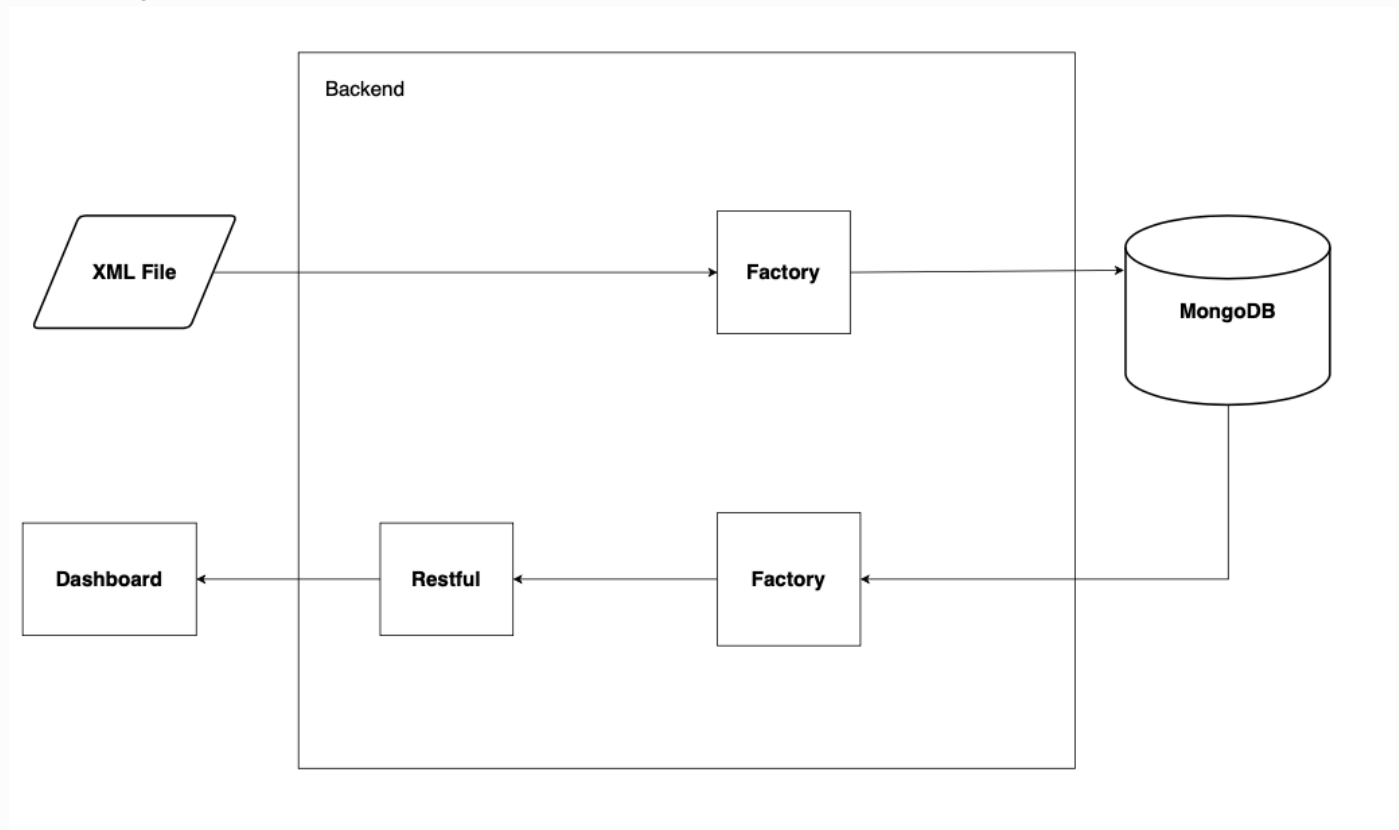 Backend
XML File
Factory
MongoDB
Dashboard
Restful
Factory